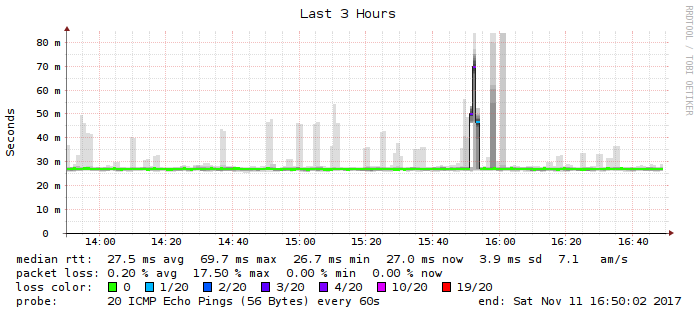 Last 3 Hours
RRDTOOL / TOBI OETIKER
Seconds
80 m
70 m
60 m
50 m
40 m
30 m
20 m
10 m
0
14:00 14:20 14:40 15:00 15:20 15:40 16:00 16:20 16:40
median rtt: 27.5 ms avg 69.7 ms max 26.7 ms min 27.0 ms now 3.9 ms sd 7.1 am/s
packet loss: 0.20 % avg 17.50 % max 0.00 % min 0.00 % now
loss color: 0 1/20 2/20 3/20 4/20 10/20 19/20
probe: 20 ICMP Echo Pings (56 Bytes) every 60s end: Sat Nov 11 16:50:02 2017